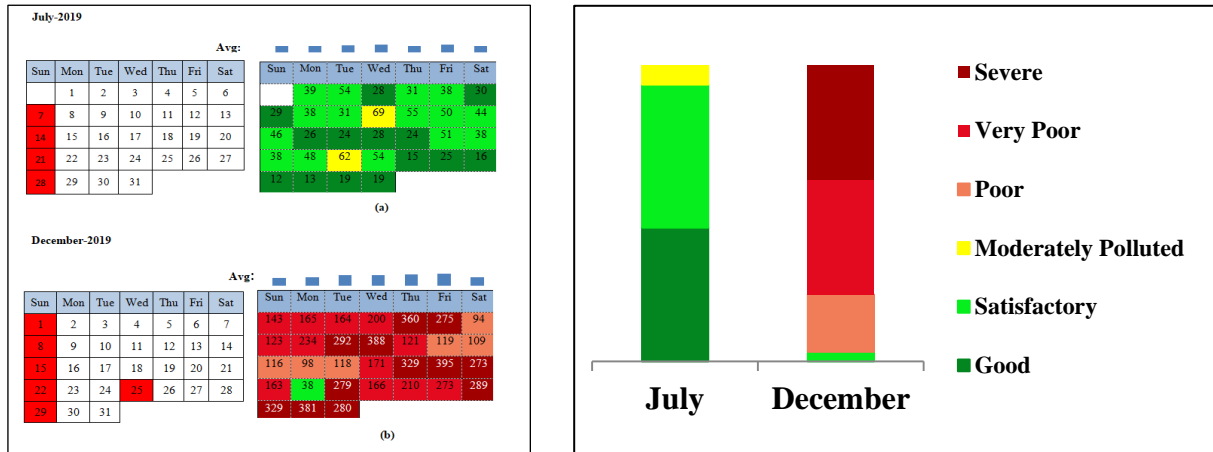 July-2019
Avg:
Sun Mon Tue Wed Thu Fri Sat
1 2 3 4 5 6
7 8 9 10 11 12 13
14 15 16 17 18 19 20
21 22 23 24 25 26 27
28 29 30 31
Sun Mon Tue Wed Thu Fri Sat
39 54 28 31 38 30
29 38 31 69 55 50 44
46 26 24 28 24 51 38
38 48 62 54 15 25 16
12 13 19 19
(a)
December-2019
Avg:
Sun Mon Tue Wed Thu Fri Sat
1 2 3 4 5 6 7
8 9 10 11 12 13 14
15 16 17 18 19 20 21
22 23 24 25 26 27 28
29 30 31
Sun Mon Tue Wed Thu Fri Sat
143 165 164 200 360 275 94
123 234 292 388 121 119 109
116 98 118 171 329 395 273
163 38 279 166 210 273 289
329 381 280
(b)
Severe
Very Poor
Poor
Moderately Polluted
Satisfactory
Good
July December